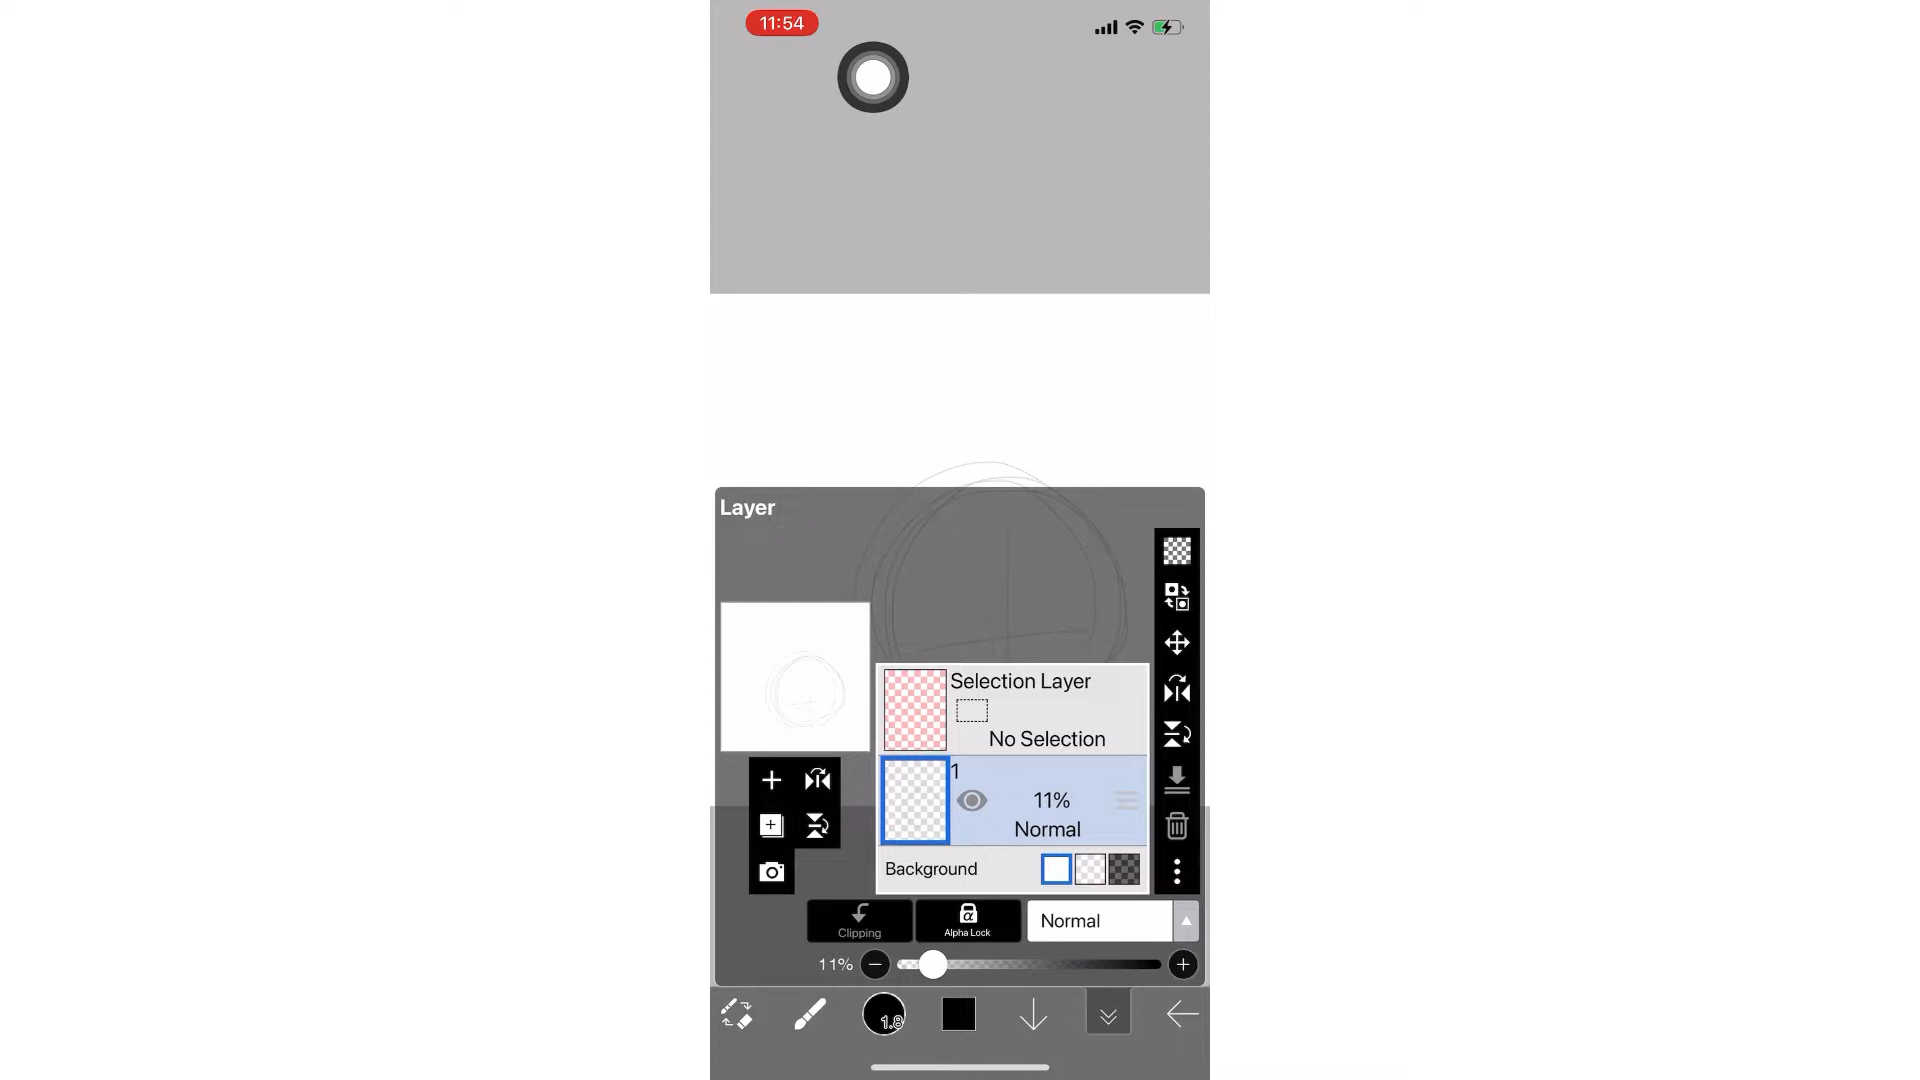 11:54
Layer
Selection Layer
No Selection
1
11%
Normal
Background
Clipping
α
Alpha Lock
Normal
11%
1.8